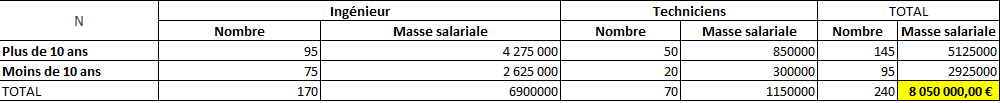 N Ingénieur Techniciens TOTAL
Nombre Masse salariale Nombre Masse salariale Nombre Masse salariale
Plus de 10 ans 95 4 275 000 50 850000 145 5125000
Moins de 10 ans 75 2 625 000 20 300000 95 2925000
TOTAL 170 6900000 70 1150000 240 8 050 000,00 €